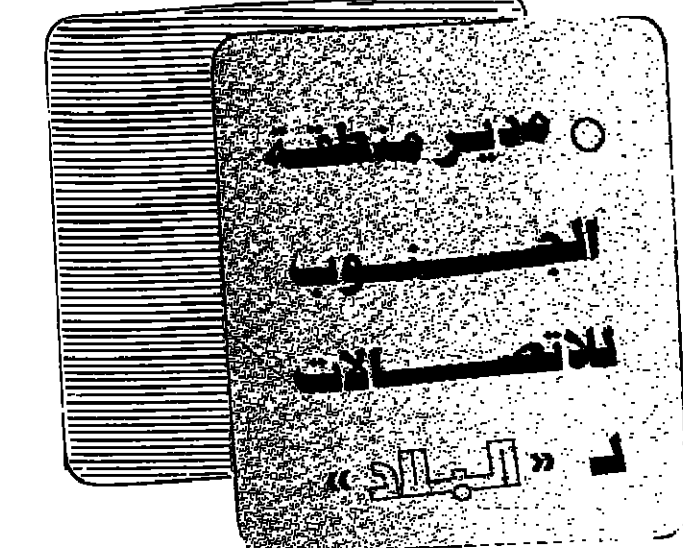 ○ مدير منطقة
الجنوب
للاتصالات
لـ « البلاد »